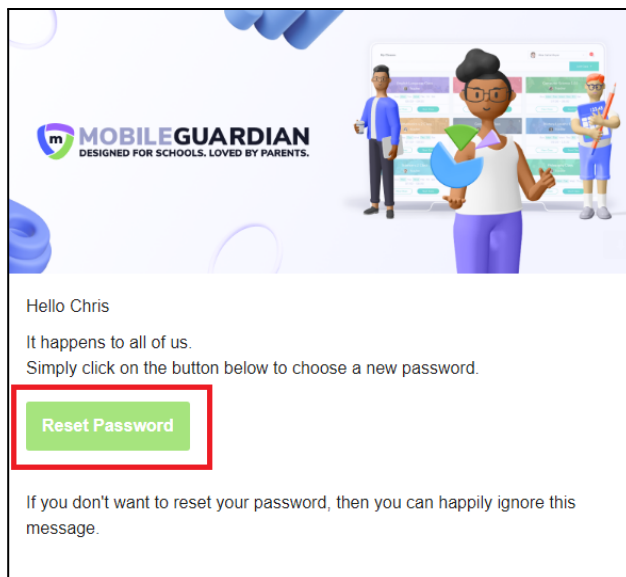 m MOBILEGUARDIAN
DESIGNED FOR SCHOOLS. LOVED BY PARENTS.
Hello Chris
It happens to all of us.
Simply click on the button below to choose a new password.
Reset Password
If you don't want to reset your password, then you can happily ignore this
message.